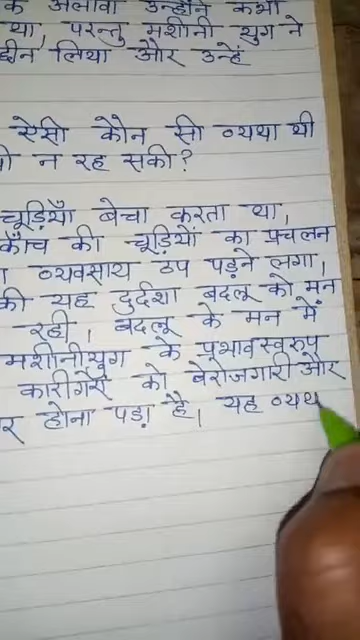 के अलावा उन्होंने कभी
था, परन्तु मशीनी युग ने
छीन लिया और उन्हें
ऐसी कौन सी व्यथा थी
न रह सकी?
चूड़ियाँ बेचा करता था,
काँच की चूड़ियों का प्रचलन
व्यवसाय ठप पड़ने लगा,
की यह दुर्दशा बदलू को मन
रही। बदलू के मन में
मशीनीयुग के प्रभावस्वरुप
कारीगरों को बेरोजगारी और
होना पड़ा है। यह व्यथ